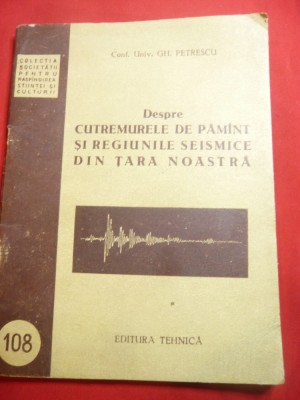 Conf. Univ. GH. PETRESCU
COLECȚIA
SOCIETĂȚII
PENTRU
RĂSPÎNDIREA
ȘTIINȚEI ȘI
CULTURII
Despre
CUTREMURELE DE PĂMÎNT
ȘI REGIUNILE SEISMICE
DIN ȚARA NOASTRĂ
108
EDITURA TEHNICĂ